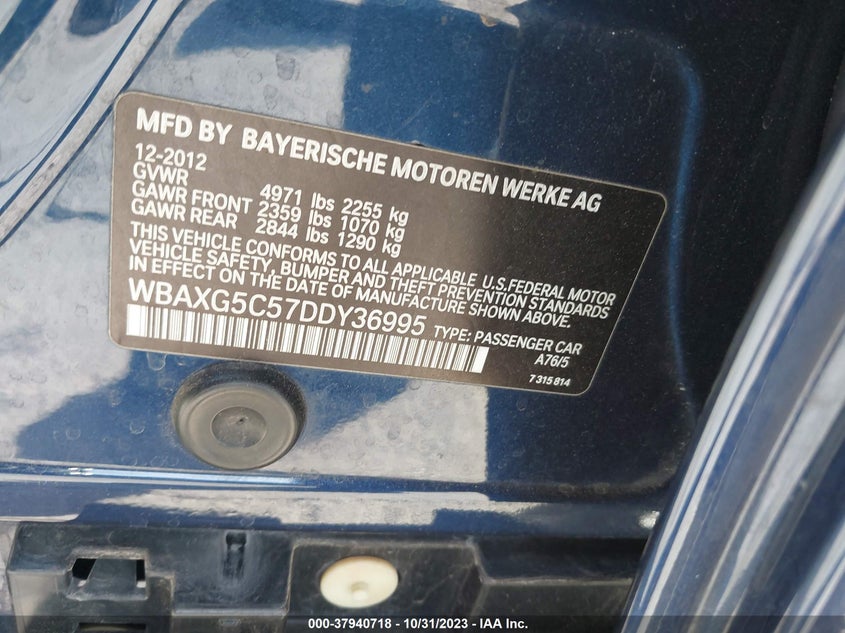 MFD BY BAYERISCHE MOTOREN WERKE AG
12-2012
GVWR 4971 lbs 2255 kg
GAWR FRONT 2359 lbs 1070 kg
GAWR REAR 2844 lbs 1290 kg
THIS VEHICLE CONFORMS TO ALL APPLICABLE U.S.FEDERAL MOTOR
VEHICLE SAFETY, BUMPER AND THEFT PREVENTION STANDARDS
IN EFFECT ON THE DATE OF MANUFACTURE SHOWN ABOVE.
WBAXG5C57DDY36995 TYPE: PASSENGER CAR
A76/5
7315814
000-37940718 - 10/31/2023 - IAA Inc.